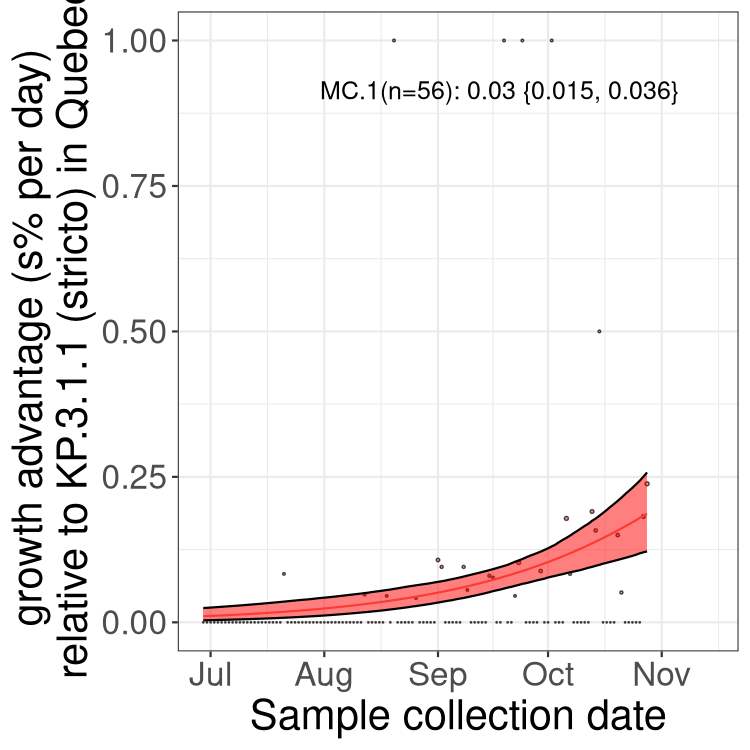 growth advantage (s% per day)
relative to KP.3.1.1 (stricto) in Quebec
1.00
0.75
0.50
0.25
0.00
MC.1(n=56): 0.03 {0.015, 0.036}
Jul Aug Sep Oct Nov
Sample collection date